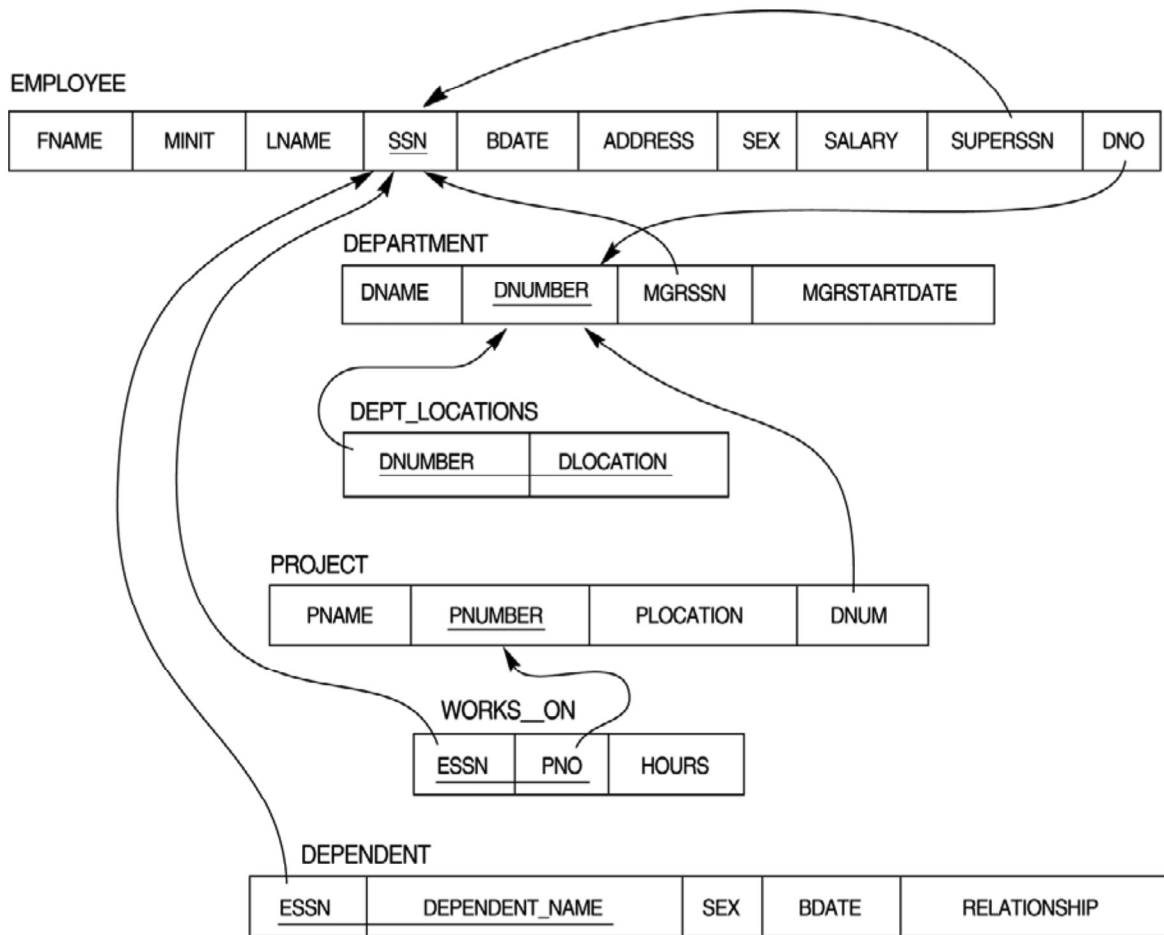 EMPLOYEE
FNAME MINIT LNAME SSN BDATE ADDRESS SEX SALARY SUPERSSN DNO
DEPARTMENT
DNAME DNUMBER MGRSSN MGRSTARTDATE
DEPT_LOCATIONS
DNUMBER DLOCATION
PROJECT
PNAME PNUMBER PLOCATION DNUM
WORKS__ON
ESSN PNO HOURS
DEPENDENT
ESSN DEPENDENT_NAME SEX BDATE RELATIONSHIP